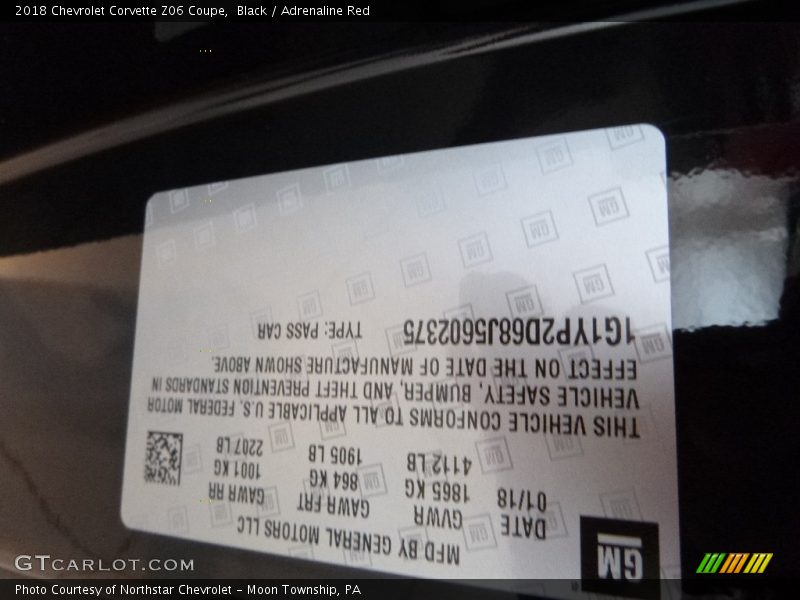 2018 Chevrolet Corvette Z06 Coupe, Black / Adrenaline Red
GM
MFD BY GENERAL MOTORS LLC
DATE GVWR GAWR FRT GAWR RR
01/18 1865 KG 864 KG 1001 KG
4112 LB 1905 LB 2207 LB
THIS VEHICLE CONFORMS TO ALL APPLICABLE U.S. FEDERAL MOTOR
VEHICLE SAFETY, BUMPER, AND THEFT PREVENTION STANDARDS IN
EFFECT ON THE DATE OF MANUFACTURE SHOWN ABOVE.
1G1YP2D68J5602375 TYPE: PASS CAR
GTCARLOT.COM
Photo Courtesy of Northstar Chevrolet - Moon Township, PA